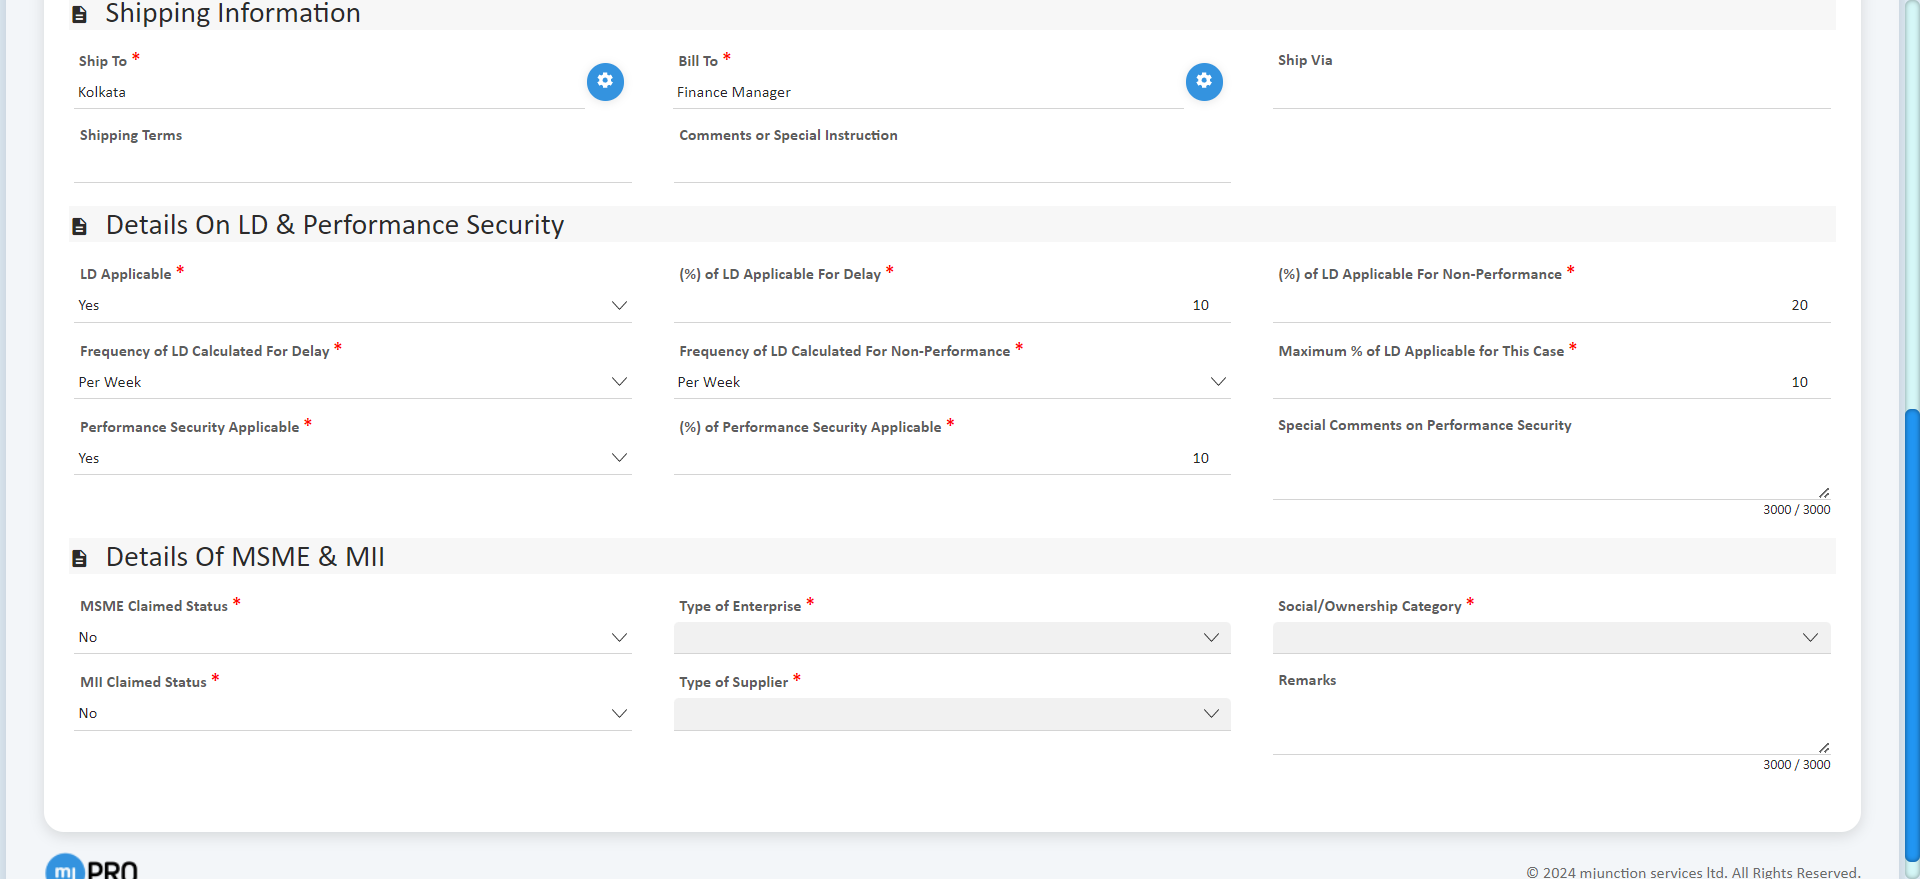 Shipping Information
Ship To * Bill To * Ship Via
Kolkata Finance Manager
Shipping Terms Comments or Special Instruction
Details On LD & Performance Security
LD Applicable * (%) of LD Applicable For Delay * (%) of LD Applicable For Non-Performance *
Yes 10 20
Frequency of LD Calculated For Delay * Frequency of LD Calculated For Non-Performance * Maximum % of LD Applicable for This Case *
Per Week Per Week 10
Performance Security Applicable * (%) of Performance Security Applicable * Special Comments on Performance Security
Yes 10
3000 / 3000
Details Of MSME & MII
MSME Claimed Status * Type of Enterprise * Social/Ownership Category *
No
MII Claimed Status * Type of Supplier * Remarks
No
3000 / 3000
mj PRO © 2024 mjunction services ltd. All Rights Reserved.